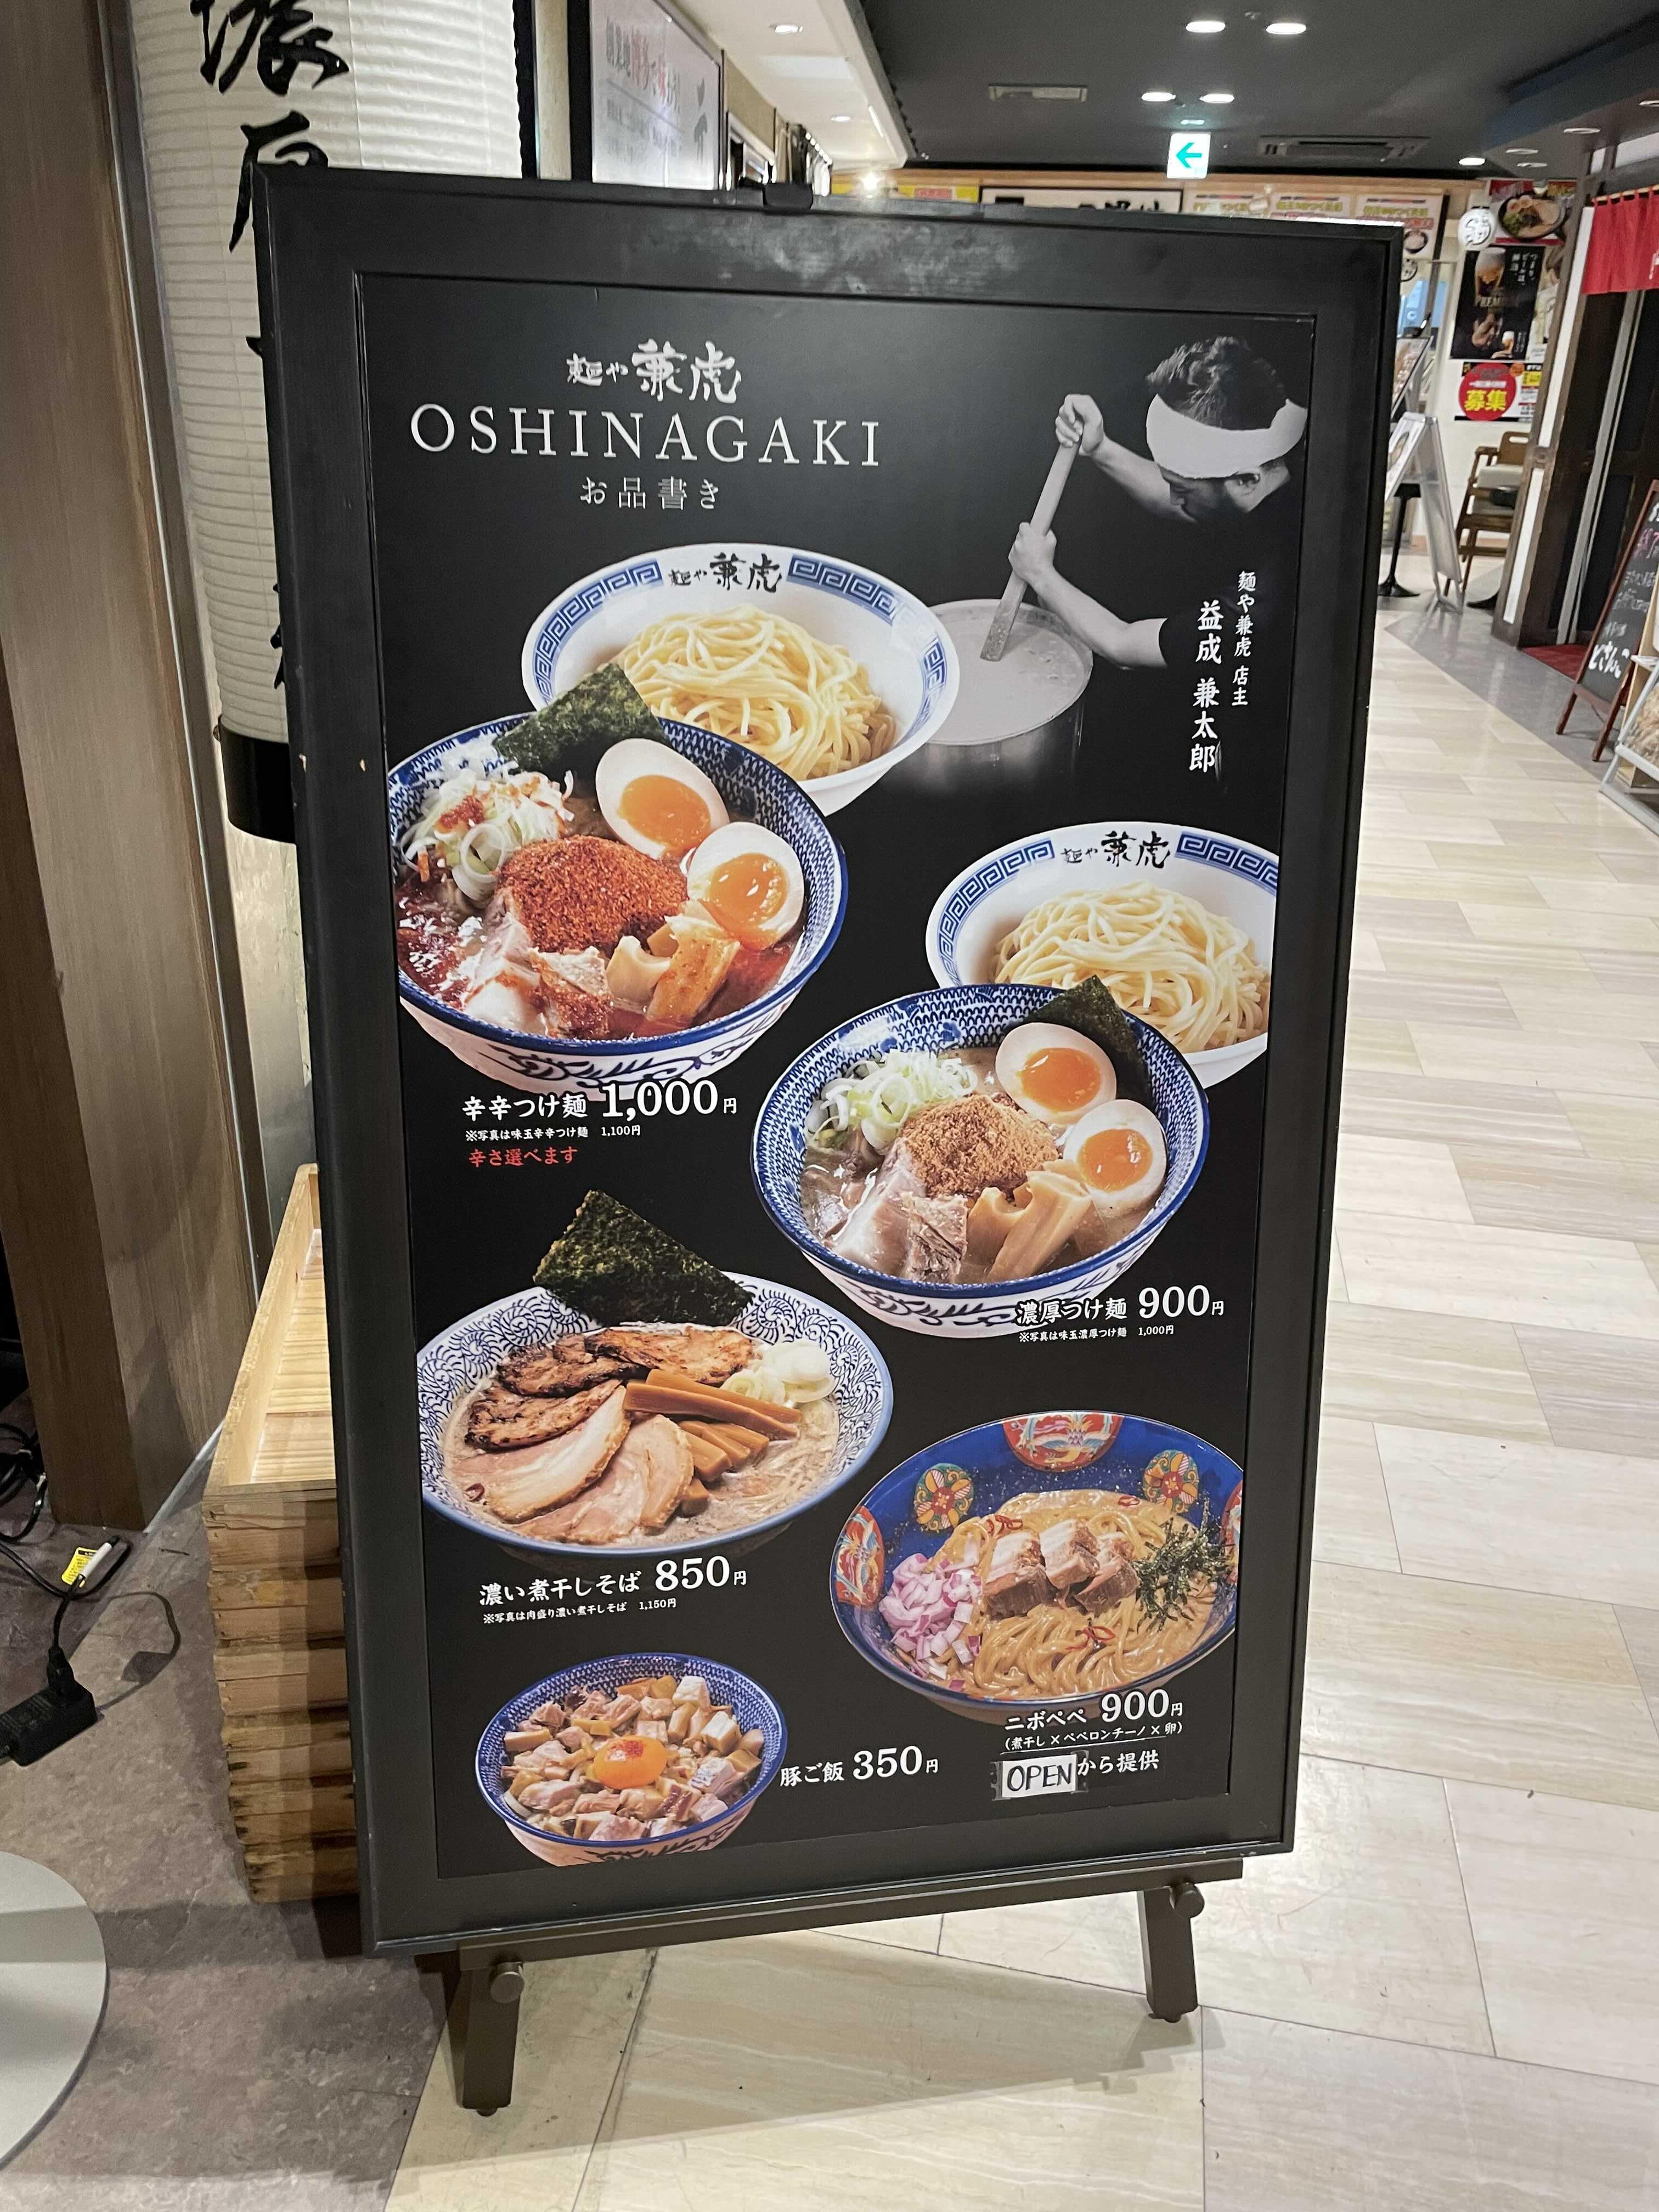 濃厚
麺や兼虎
OSHINAGAKI
お品書き
麺や兼虎
麺や兼虎 店主
益成 兼太郎
麺や兼虎
辛辛つけ麺 1,000円
※写真は味玉辛辛つけ麺 1,100円
辛さ選べます
濃厚つけ麺 900円
※写真は味玉濃厚つけ麺 1,000円
濃い煮干しそば 850円
※写真は肉盛り濃い煮干しそば 1,150円
ニボペペ 900円
(煮干し×ペペロンチーノ×卵)
OPENから提供
豚ご飯 350円
募集